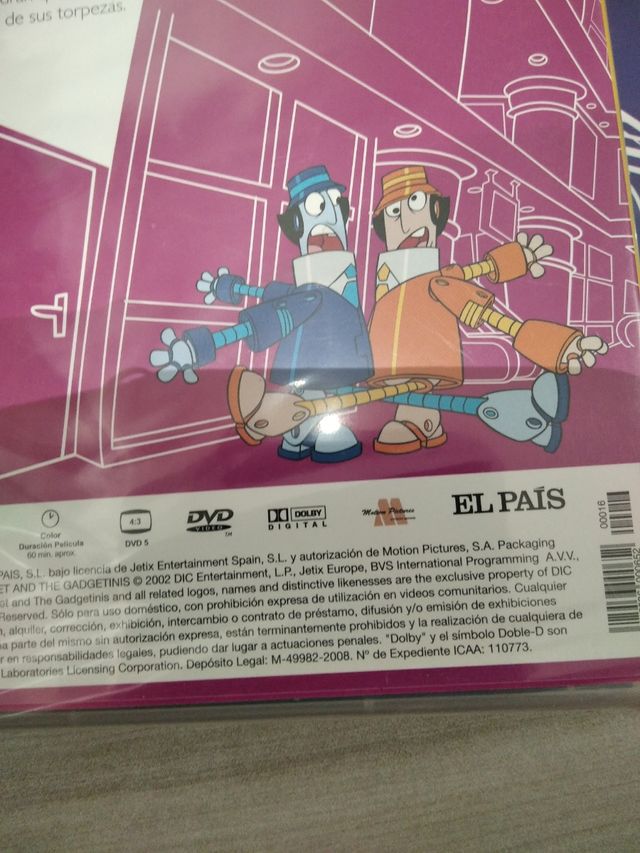 de sus torpezas.
Color
Duración Película
60 min. aprox.
4:3
DVD 5
DVD
VIDEO
TM
DOLBY
DIGITAL
Motion Pictures
EL PAÍS
00016
PAIS, S.L. bajo licencia de Jetix Entertainment Spain, S.L. y autorización de Motion Pictures, S.A. Packaging
ET AND THE GADGETINIS © 2002 DIC Entertainment, L.P., Jetix Europe, BVS International Programming A.V.V.,
et and The Gadgetinis and all related logos, names and distinctive likenesses are the exclusive property of DIC
Reserved. Sólo para uso doméstico, con prohibición expresa de utilización en videos comunitarios. Cualquier
n, alquiler, corrección, exhibición, intercambio o contrato de préstamo, difusión y/o emisión de exhibiciones
a parte del mismo sin autorización expresa, están terminantemente prohibidos y la realización de cualquiera de
r en responsabilidades legales, pudiendo dar lugar a actuaciones penales. "Dolby" y el símbolo Doble-D son
Laboratories Licensing Corporation. Depósito Legal: M-49982-2008. Nº de Expediente ICAA: 110773.